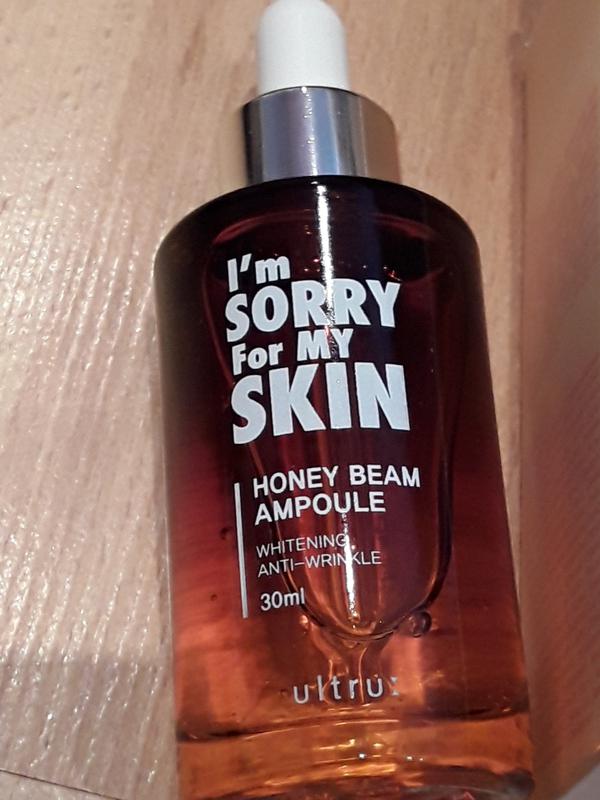 I'm
SORRY
For MY
SKIN
HONEY BEAM
AMPOULE
WHITENING
ANTI-WRINKLE
30ml
ultru: